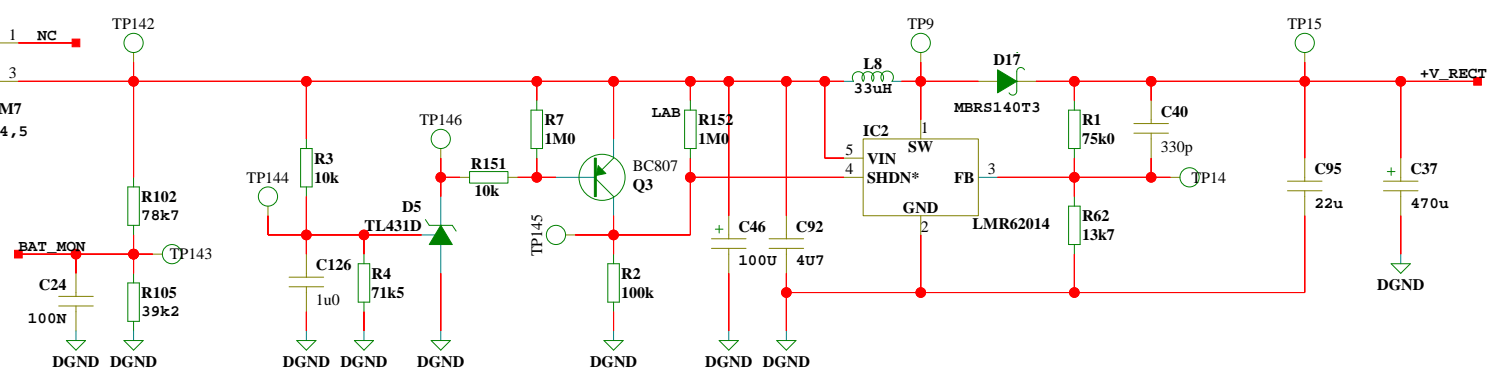 TP142
TP9
TP15
1 NC
3
M7
4,5
L8
33uH
D17
MBRS140T3
+V_RECT
TP146
R7
1M0
LAB
R152
1M0
IC2
1
SW
5
VIN
4
SHDN*
FB
3
GND
2
LMR62014
R1
75k0
C40
330p
TP14
R3
10k
TP144
R151
10k
BC807
Q3
D5
TL431D
R102
78k7
BAT_MON
TP143
TP145
C46
100U
C92
4U7
R62
13k7
C95
22u
C37
470u
DGND
C24
100N
R105
39k2
C126
1u0
R4
71k5
R2
100k
+
+
DGND
DGND
DGND
DGND
DGND
DGND
DGND
DGND